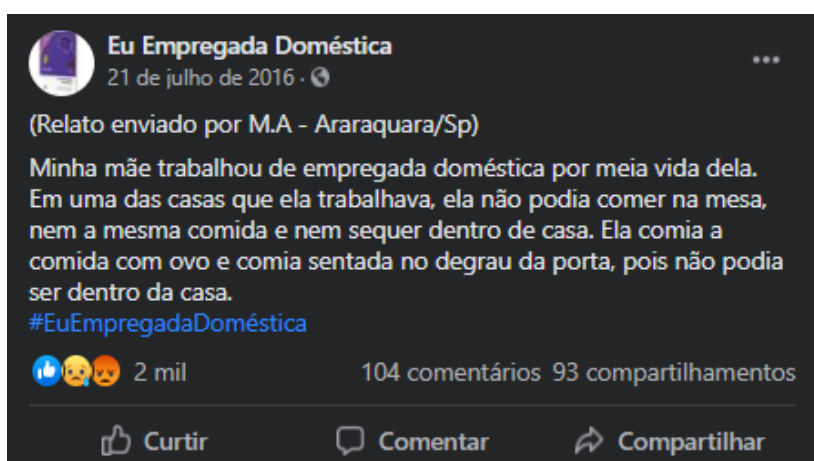 Eu Empregada Doméstica
21 de julho de 2016 ·
(Relato enviado por M.A - Araraquara/Sp)
Minha mãe trabalhou de empregada doméstica por meia vida dela.
Em uma das casas que ela trabalhava, ela não podia comer na mesa,
nem a mesma comida e nem sequer dentro de casa. Ela comia a
comida com ovo e comia sentada no degrau da porta, pois não podia
ser dentro da casa.
#EuEmpregadaDoméstica
2 mil 104 comentários 93 compartilhamentos
Curtir Comentar Compartilhar